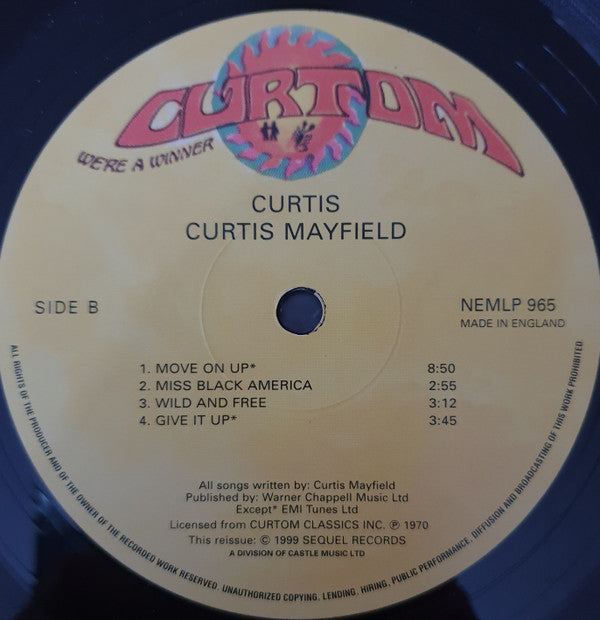 CURTOM
WE'RE A WINNER
CURTIS
CURTIS MAYFIELD
SIDE B
NEMLP 965
MADE IN ENGLAND
1. MOVE ON UP* 8:50
2. MISS BLACK AMERICA 2:55
3. WILD AND FREE 3:12
4. GIVE IT UP* 3:45
All songs written by: Curtis Mayfield
Published by: Warner Chappell Music Ltd
Except* EMI Tunes Ltd
Licensed from CURTOM CLASSICS INC. ℗ 1970
This reissue: © 1999 SEQUEL RECORDS
A DIVISION OF CASTLE MUSIC LTD
ALL RIGHTS OF THE PRODUCER AND OF THE OWNER OF THE RECORDED WORK RESERVED. UNAUTHORIZED COPYING, LENDING, HIRING, PUBLIC PERFORMANCE, DIFFUSION AND BROADCASTING OF THIS WORK PROHIBITED.